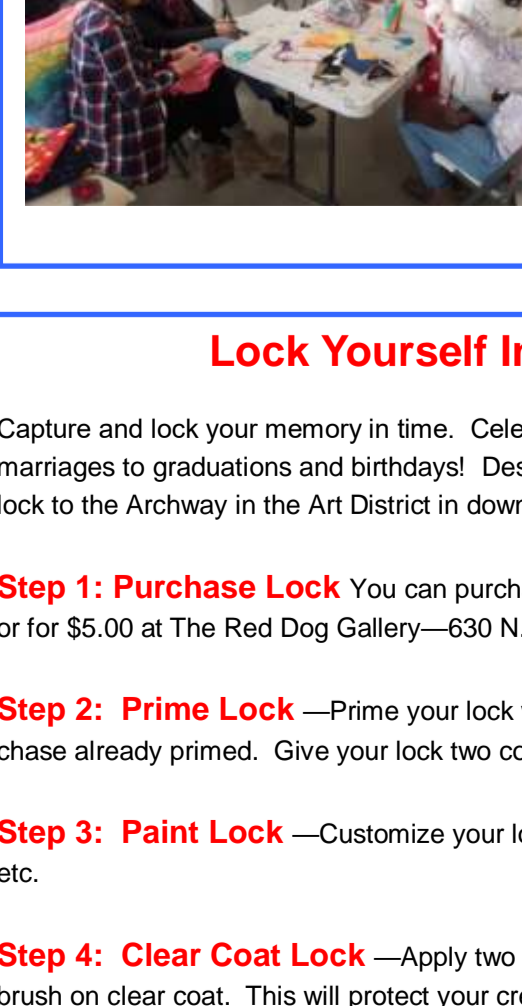 Lock Yourself
Capture and lock your memory in time.  Cele
marriages to graduations and birthdays!  Des
lock to the Archway in the Art District in down
Step 1: Purchase Lock You can purch
or for $5.00 at The Red Dog Gallery—630 N.
Step 2:  Prime Lock —Prime your lock
chase already primed.  Give your lock two co
Step 3:  Paint Lock —Customize your lo
etc.
Step 4:  Clear Coat Lock —Apply two
brush on clear coat.  This will protect your cr